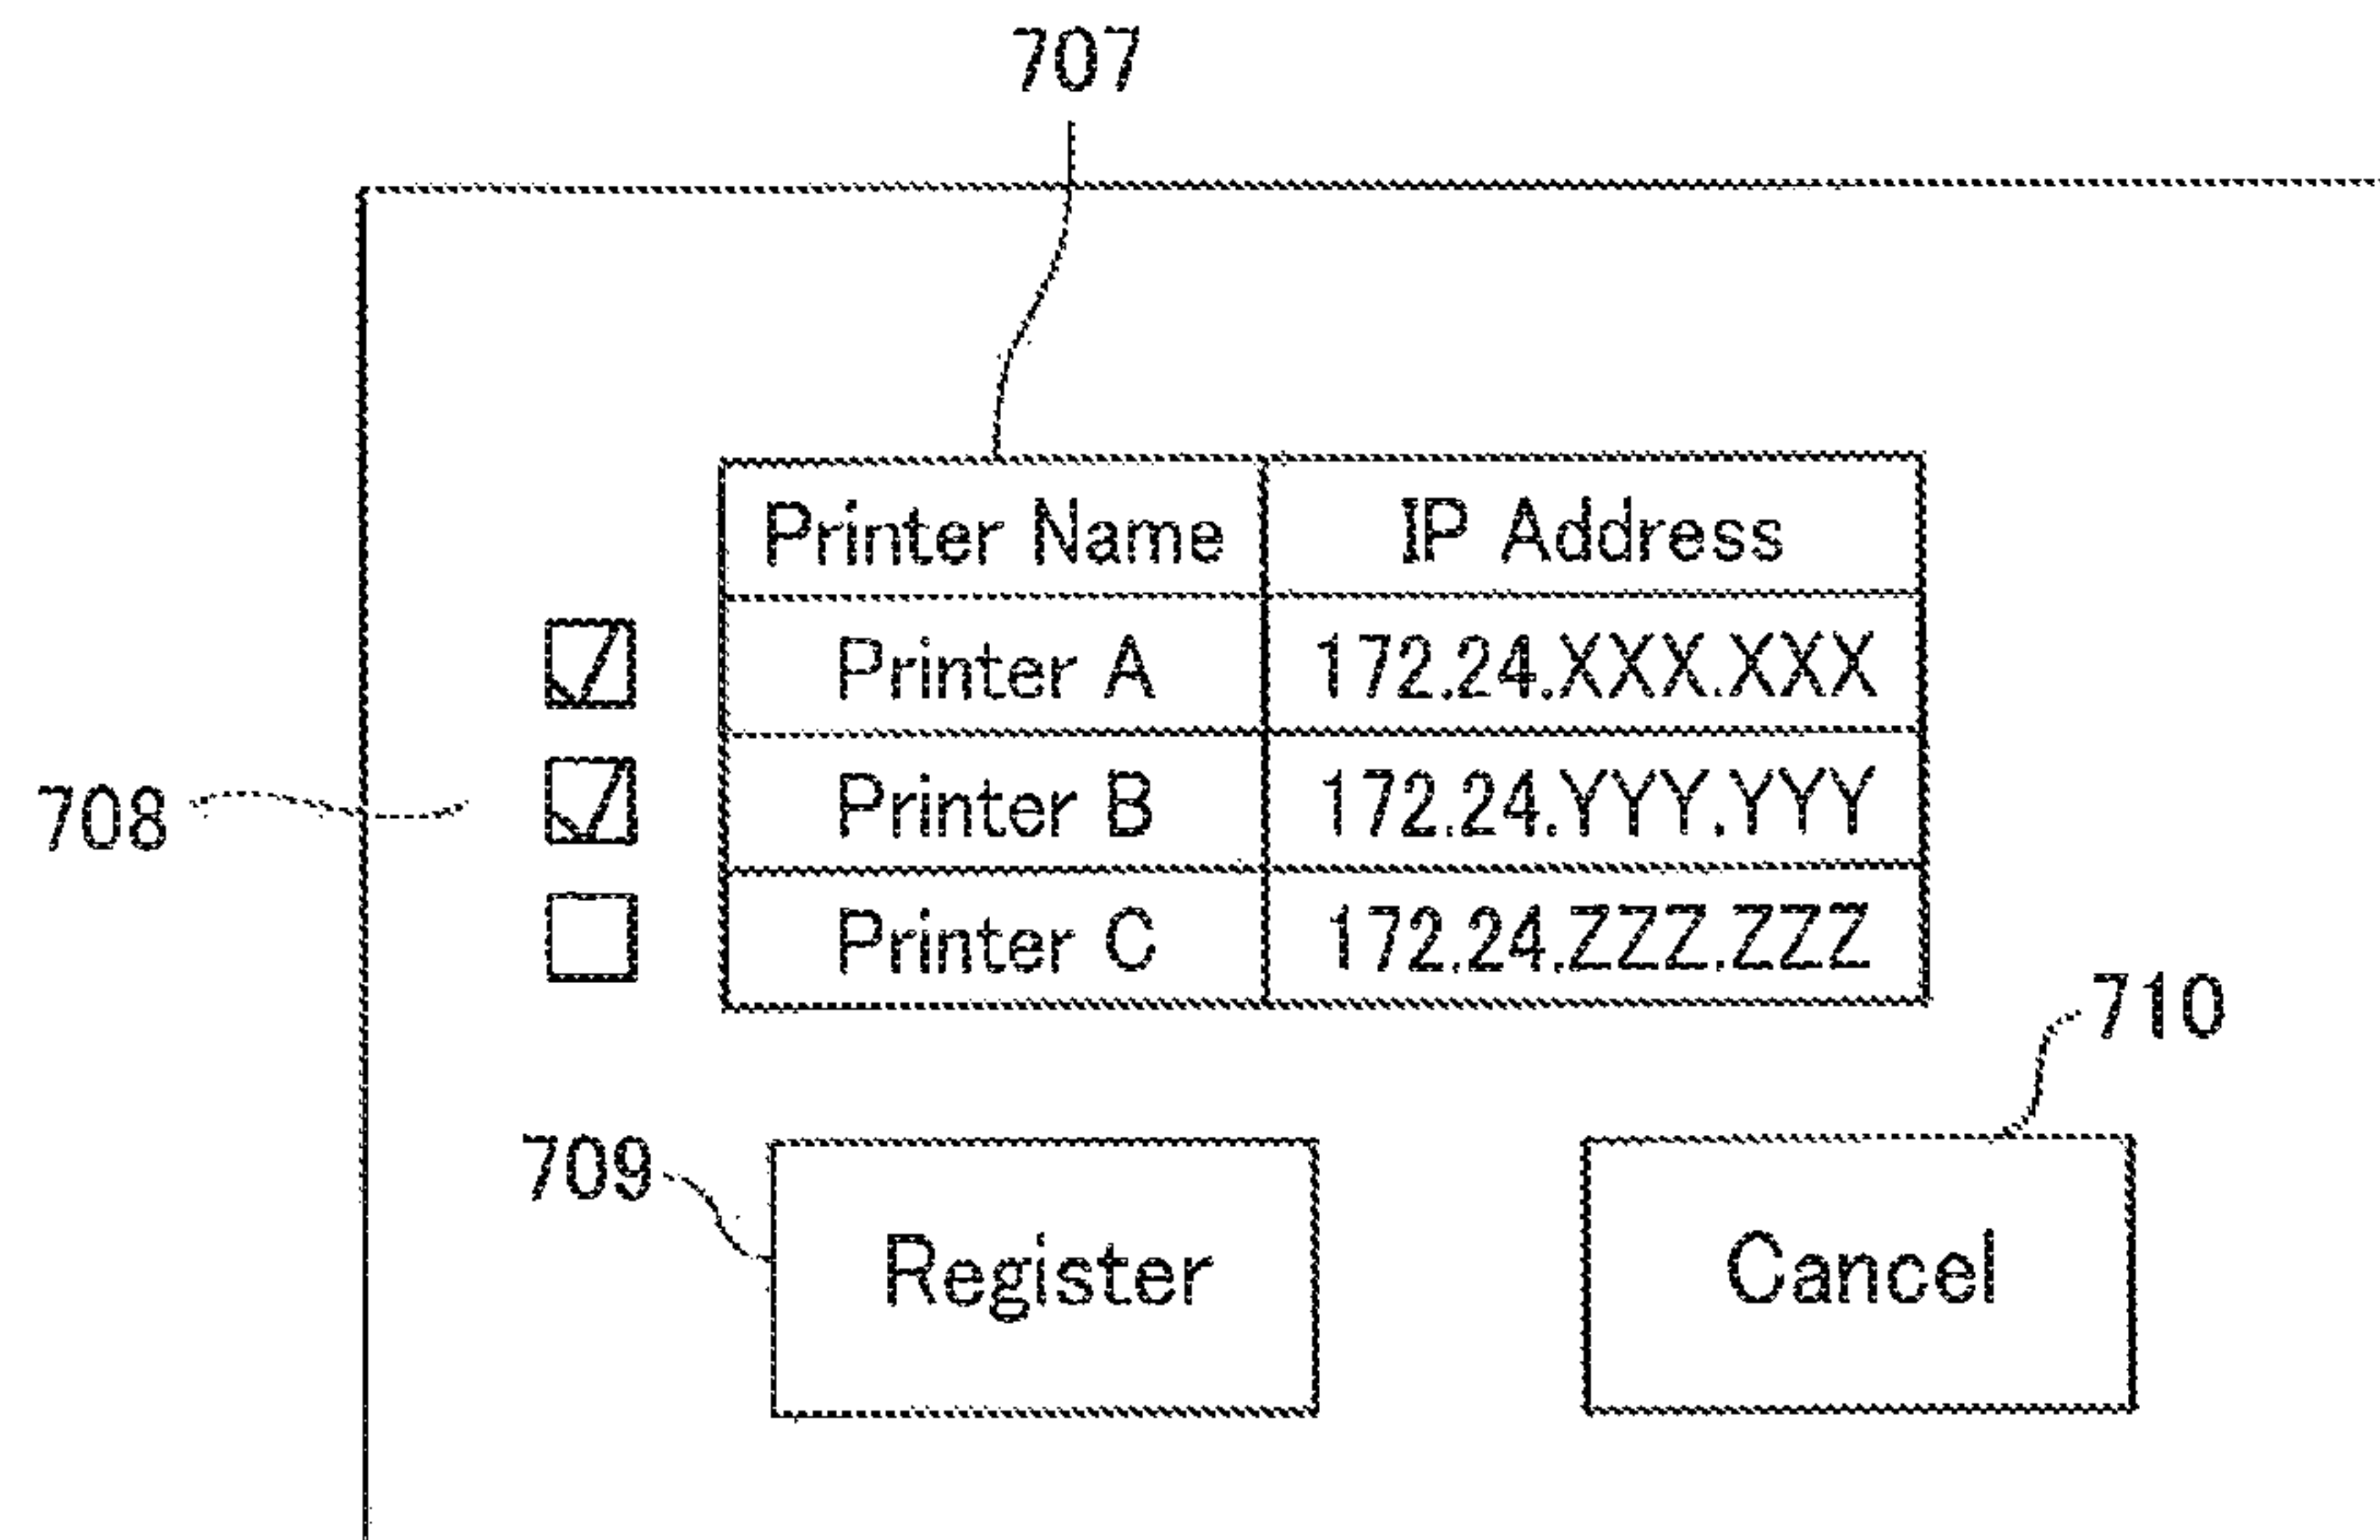 707
Printer Name IP Address
Printer A 172.24.XXX.XXX
708 Printer B 172.24.YYY.YYY
Printer C 172.24.ZZZ.ZZZ
710
709
Register Cancel